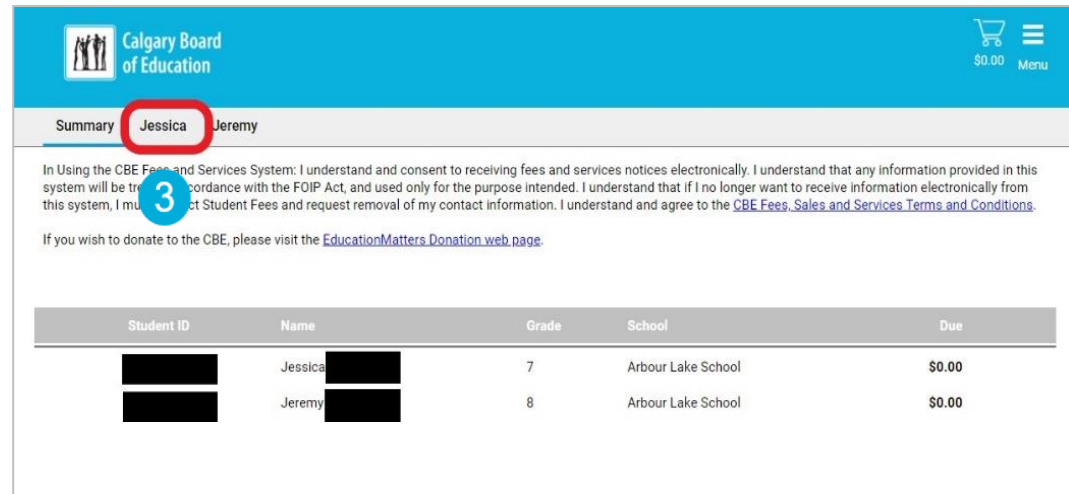 Calgary Board
of Education
$0.00 Menu
Summary Jessica Jeremy
In Using the CBE Fees and Services System: I understand and consent to receiving fees and services notices electronically. I understand that any information provided in this
system will be in accordance with the FOIP Act, and used only for the purpose intended. I understand that if I no longer want to receive information electronically from
this system, I must Student Fees and request removal of my contact information. I understand and agree to the CBE Fees, Sales and Services Terms and Conditions.
3
If you wish to donate to the CBE, please visit the EducationMatters Donation web page.
Student ID Name Grade School Due
Jessica 7 Arbour Lake School $0.00
Jeremy 8 Arbour Lake School $0.00